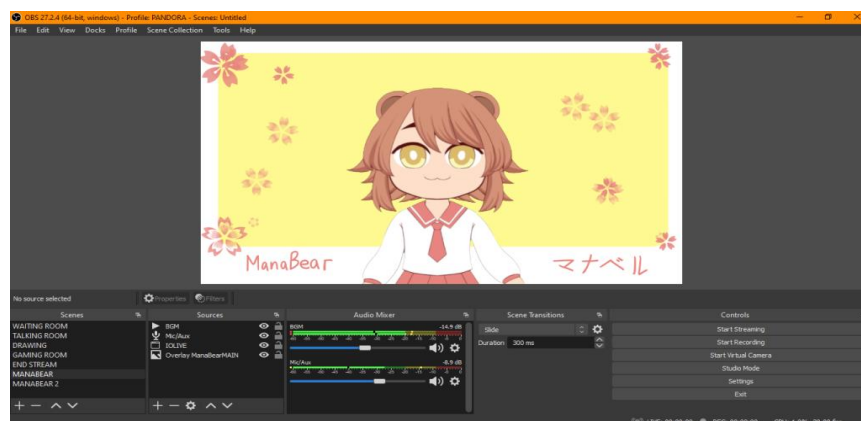 OBS 27.2.4 (64-bit, windows) - Profile: PANDORA - Scenes: Untitled
File Edit View Docks Profile Scene Collection Tools Help
ManaBear マナベル
No source selected Properties Filters
Scenes Sources Audio Mixer Scene Transitions Controls
WAITING ROOM
TALKING ROOM
DRAWING
GAMING ROOM
END STREAM
MANABEAR
MANABEAR 2
BGM
Mic/Aux
Overlay ManaBearMAIN
BGM -14.9 dB
Mic/Aux -8.9 dB
Slide
Duration 300 ms
Start Streaming
Start Recording
Start Virtual Camera
Studio Mode
Settings
Exit